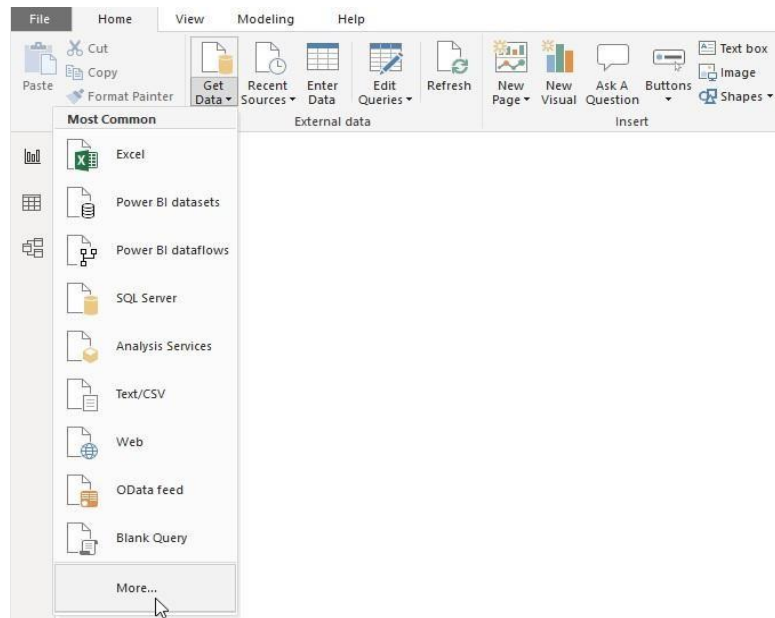 File Home View Modeling Help
Cut
Copy
Format Painter
Paste
Get Data
Recent Sources
Enter Data
Edit Queries
Refresh
New Page
New Visual
Ask A Question
Buttons
Text box
Image
Shapes
External data
Insert
Most Common
Excel
Power BI datasets
Power BI dataflows
SQL Server
Analysis Services
Text/CSV
Web
OData feed
Blank Query
More...